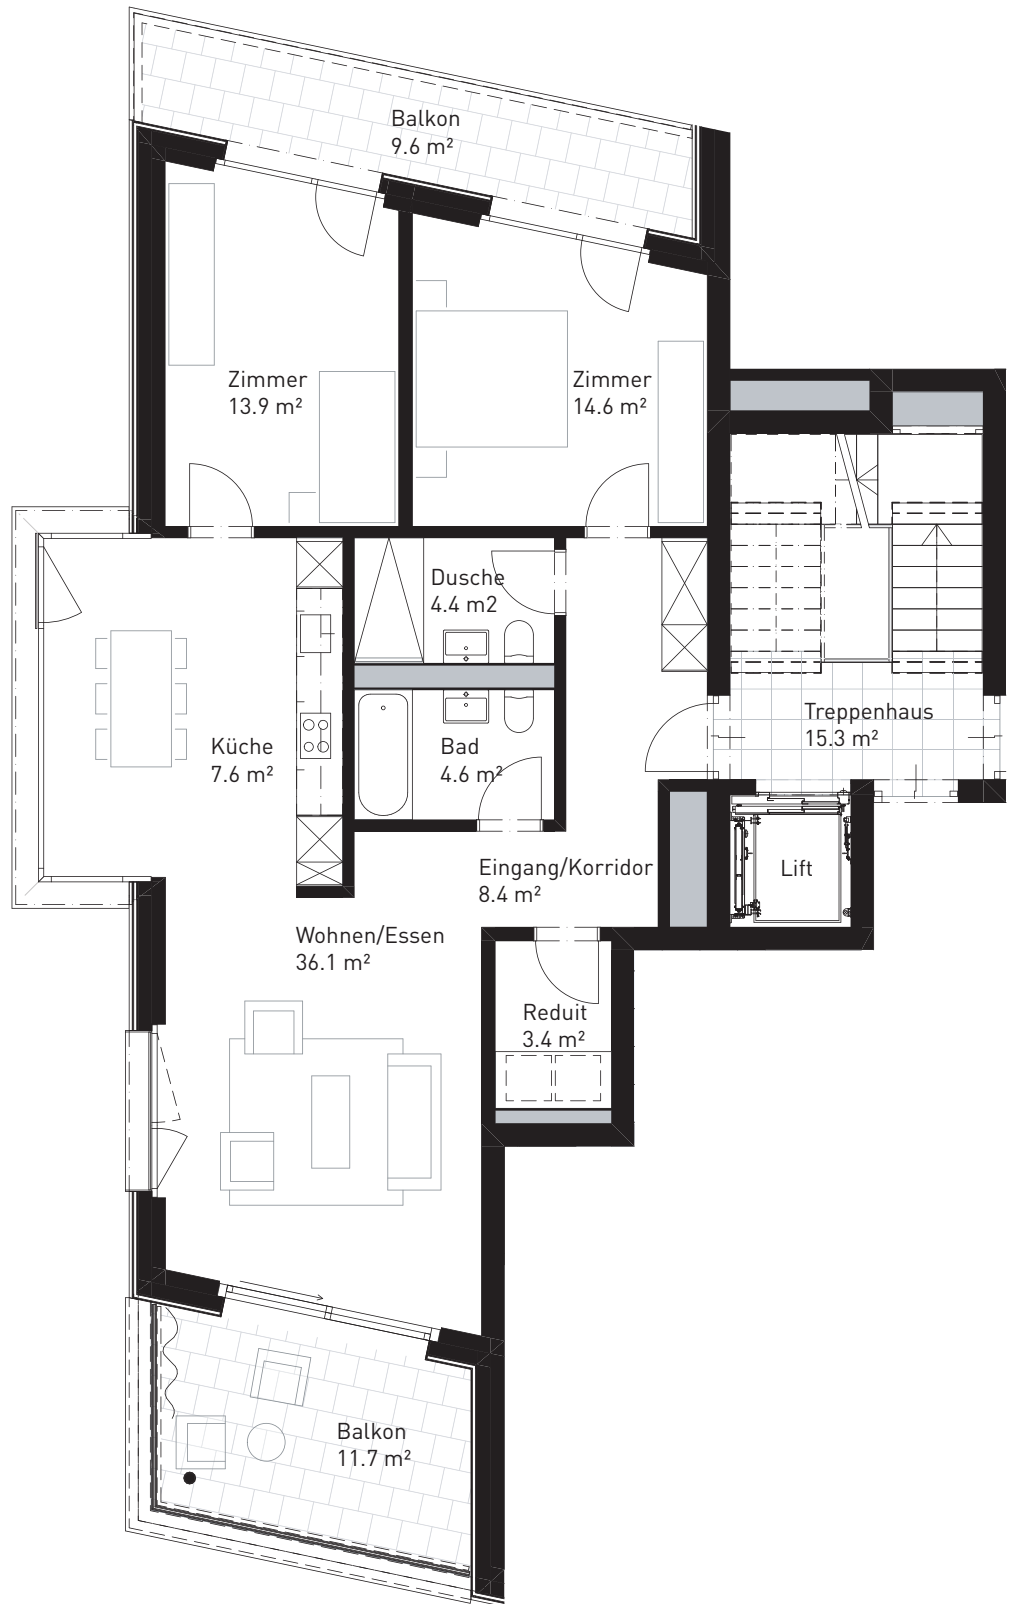 Balkon
9.6 m²
Zimmer
13.9 m²
Zimmer
14.6 m²
Dusche
4.4 m2
Treppenhaus
15.3 m²
Küche
7.6 m²
Bad
4.6 m²
Eingang/Korridor
8.4 m²
Lift
Wohnen/Essen
36.1 m²
Reduit
3.4 m²
Balkon
11.7 m²